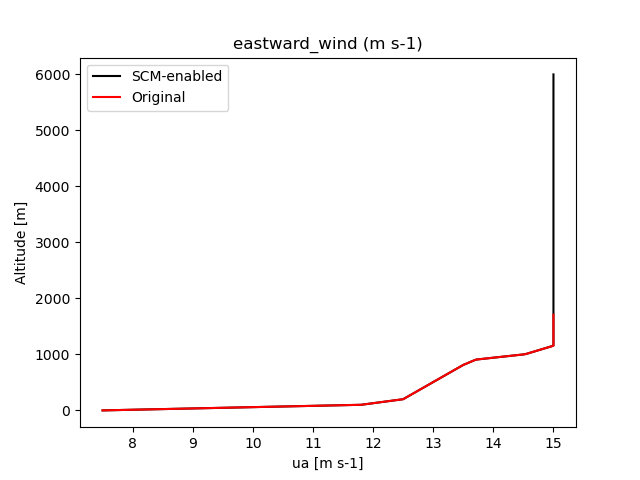 eastward_wind (m s-1)
SCM-enabled
Original
6000
5000
4000
3000
2000
1000
0
Altitude [m]
8 9 10 11 12 13 14 15
ua [m s-1]